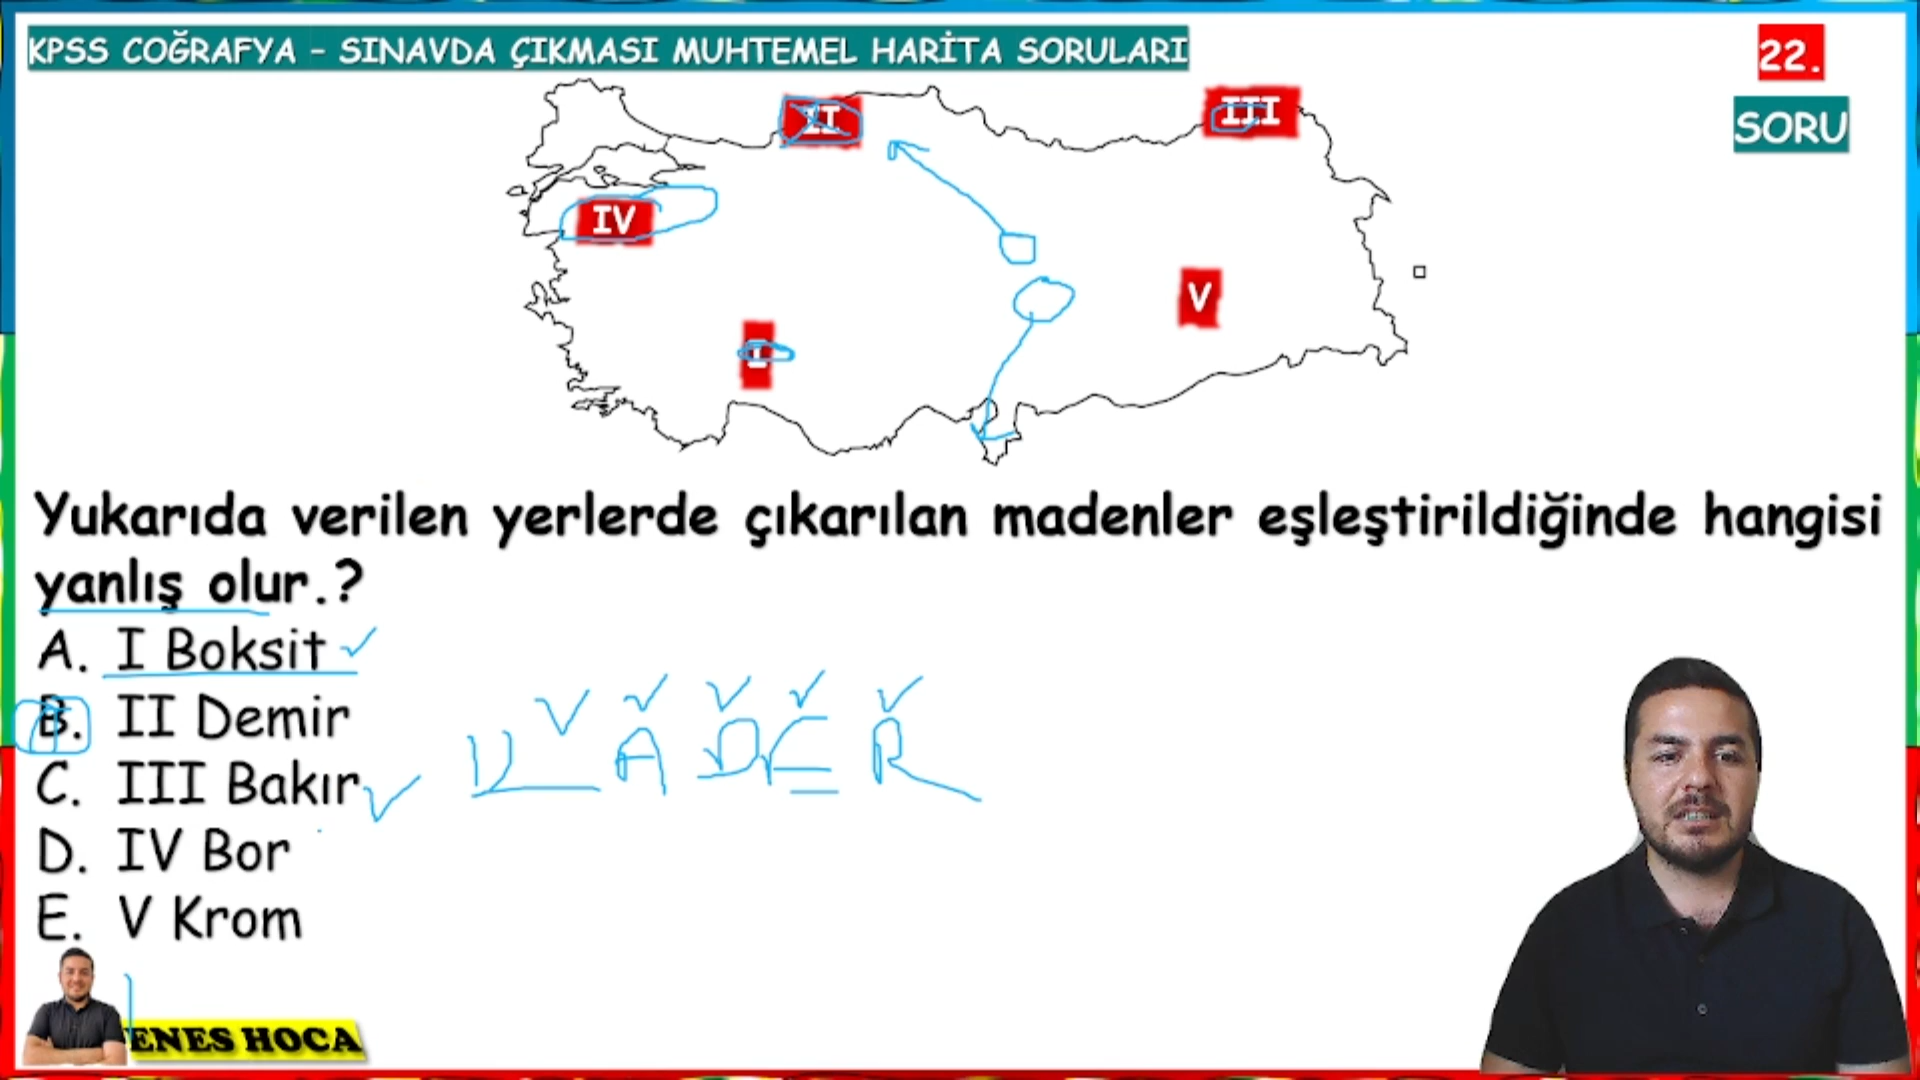 KPSS COĞRAFYA – SINAVDA ÇIKMASI MUHTEMEL HARİTA SORULARI
22.
SORU
II
III
IV
V
I
Yukarıda verilen yerlerde çıkarılan madenler eşleştirildiğinde hangisi
yanlış olur.?
A. I Boksit
B. II Demir
C. III Bakır
D. IV Bor
E. V Krom
ENES HOCA